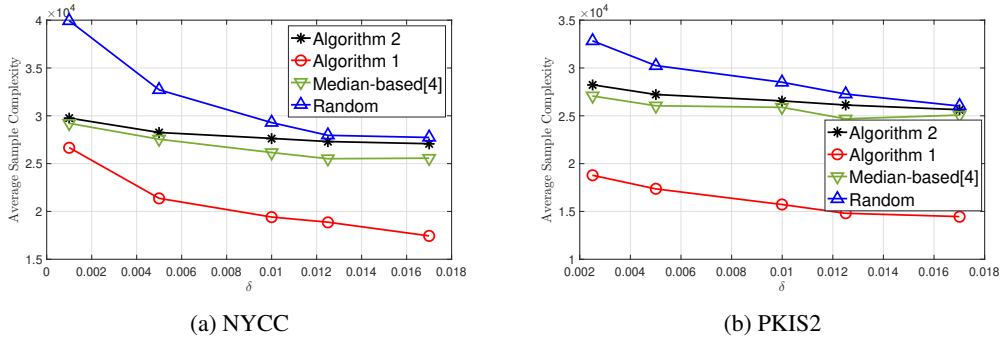 ×10⁴
4
3.5
3
2.5
2
1.5
Average Sample Complexity
0 0.002 0.004 0.006 0.008 0.01 0.012 0.014 0.016 0.018
δ
Algorithm 2
Algorithm 1
Median-based[4]
Random
(a) NYCC
×10⁴
3.5
3
2.5
2
1.5
1
Average Sample Complexity
0.002 0.004 0.006 0.008 0.01 0.012 0.014 0.016 0.018
δ
Algorithm 2
Algorithm 1
Median-based[4]
Random
(b) PKIS2